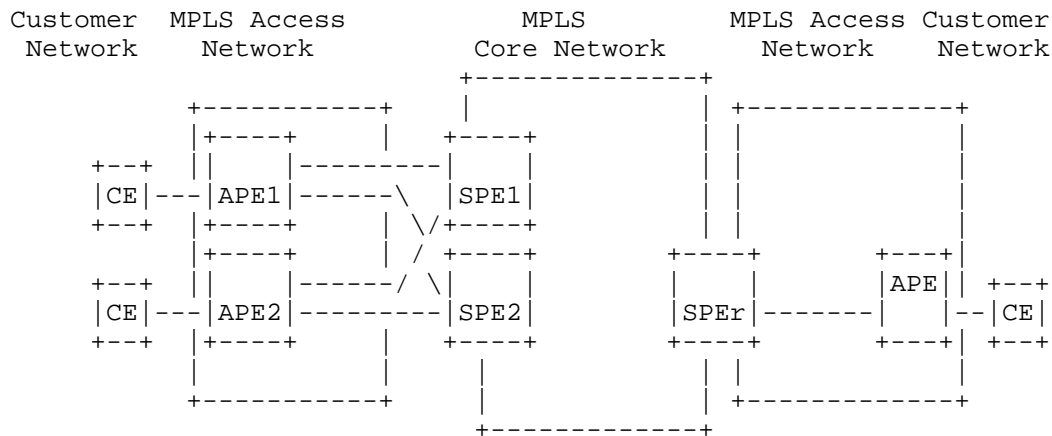 Customer MPLS Access MPLS MPLS Access Customer
Network Network Core Network Network Network
APE1
CE SPE1
APE2 APE
CE SPE2 SPEr CE